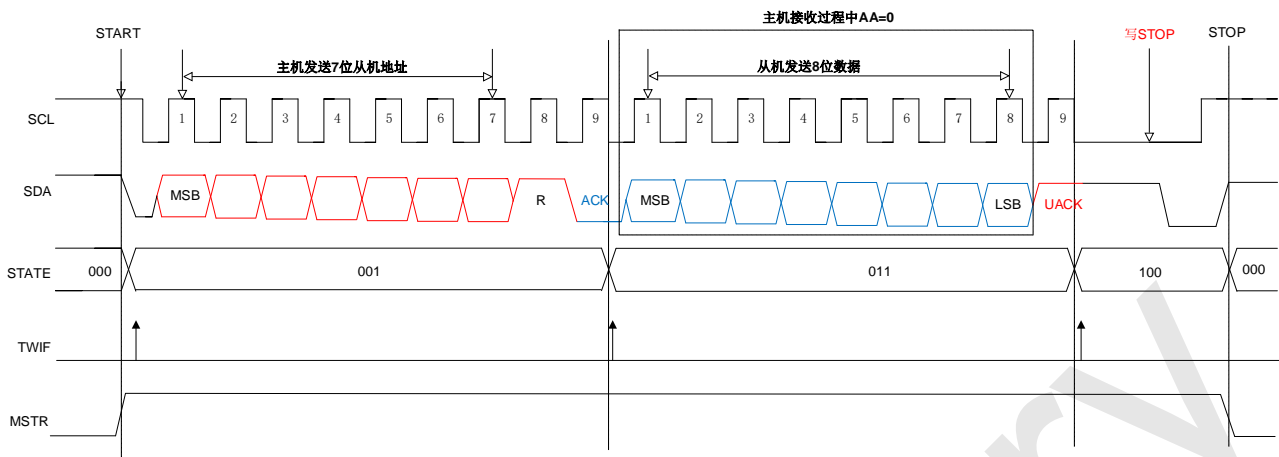 主机接收过程中AA=0
START
写STOP
STOP
主机发送7位从机地址
从机发送8位数据
SCL
1 2 3 4 5 6 7 8 9 1 2 3 4 5 6 7 8 9
SDA
MSB R ACK MSB LSB UACK
STATE 000 001 011 100 000
TWIF
MSTR